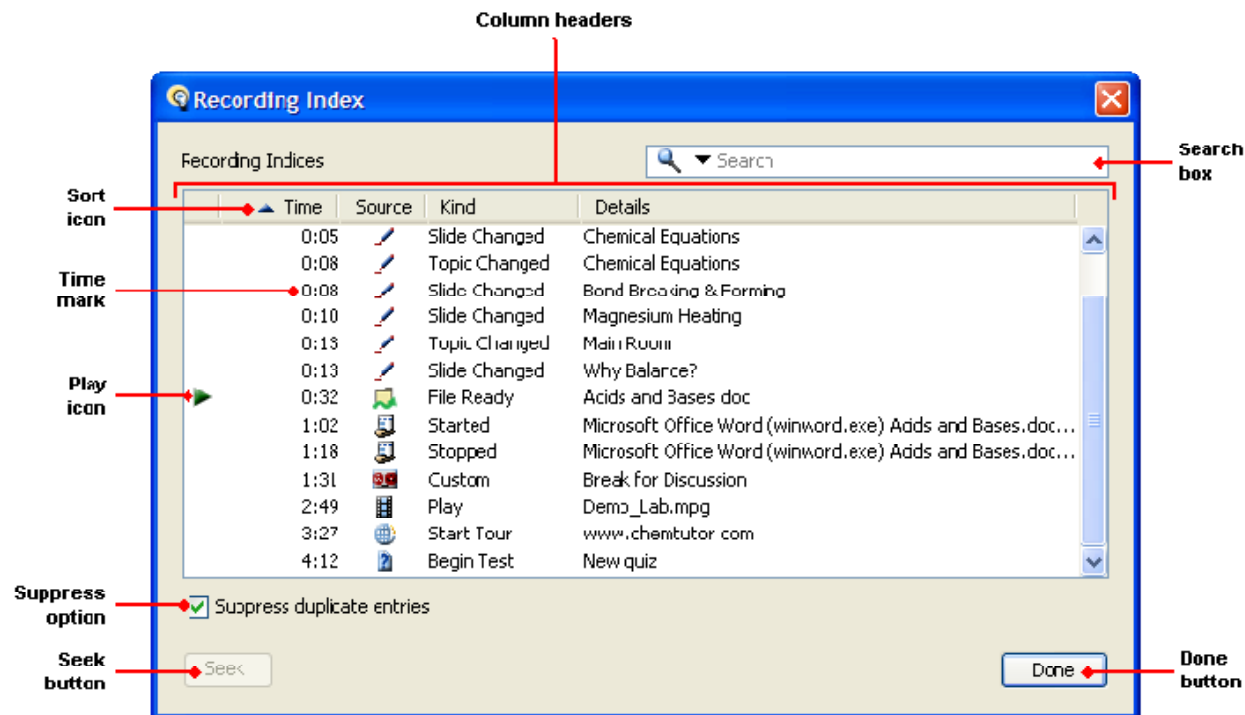 Column headers
Recording Index
Recording Indices
Search
Search
box
Sort
icon
Time Source Kind Details
0:05 Slide Changed Chemical Equations
0:08 Topic Changed Chemical Equations
Time
mark
0:08 Slide Changed Bond Breaking & Forming
0:10 Slide Changed Magnesium Heating
0:13 Topic Changed Main Room
0:13 Slide Changed Why Balance?
Play
icon
0:32 File Ready Acids and Bases doc
1:02 Started Microsoft Office Word (winword.exe) Acids and Bases.doc...
1:18 Stopped Microsoft Office Word (winword.exe) Acids and Bases.doc...
1:31 Custom Break for Discussion
2:49 Play Demo_Lab.mpg
3:27 Start Tour www.chemtutor com
4:12 Begin Test New quiz
Suppress
option
Suppress duplicate entries
Seek
button
Seek
Done
Done
button